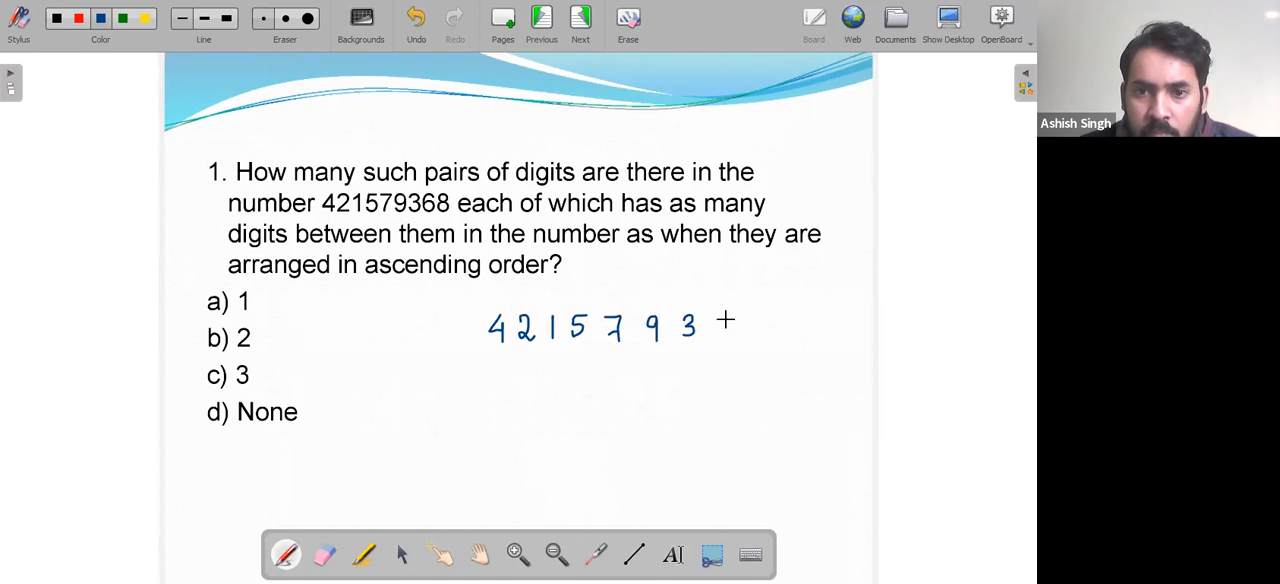 Stylus Color Line Eraser Backgrounds Undo Redo Pages Previous Next Erase Board Web Documents Show Desktop OpenBoard
Ashish Singh
1. How many such pairs of digits are there in the
number 421579368 each of which has as many
digits between them in the number as when they are
arranged in ascending order?
a) 1
4 2 1 5 7 9 3
b) 2
c) 3
d) None
AI